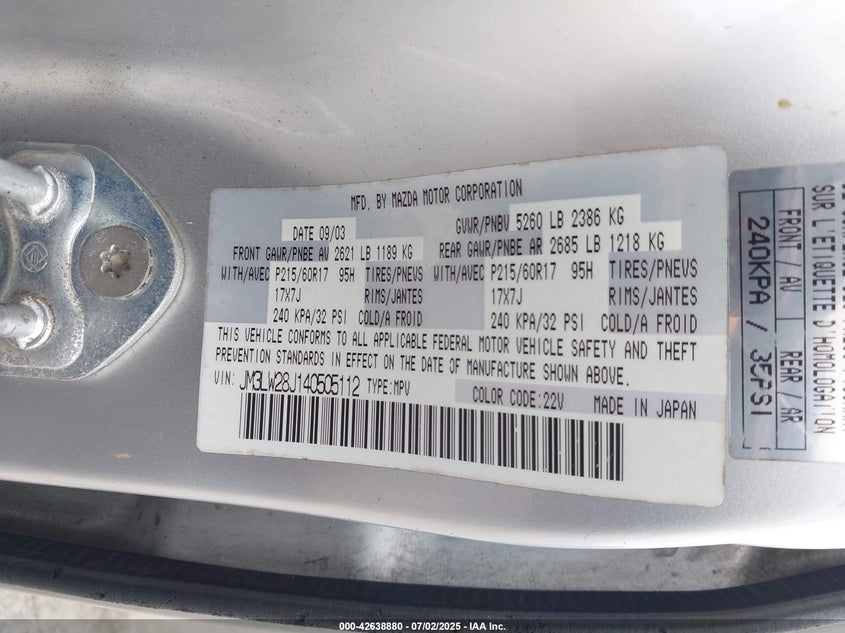 MFD. BY MAZDA MOTOR CORPORATION
DATE 09/03
GVWR/PNBV 5260 LB 2386 KG
FRONT GAWR/PNBE AV 2621 LB 1189 KG
REAR GAWR/PNBE AR 2685 LB 1218 KG
WITH/AVEC P215/60R17 95H TIRES/PNEUS
WITH/AVEC P215/60R17 95H TIRES/PNEUS
17X7J RIMS/JANTES
17X7J RIMS/JANTES
240 KPA/32 PSI COLD/A FROID
240 KPA/32 PSI COLD/A FROID
THIS VEHICLE CONFORMS TO ALL APPLICABLE FEDERAL MOTOR VEHICLE SAFETY AND THEFT
PREVENTION STANDARDS IN EFFECT ON THE DATE OF MANUFACTURE SHOWN ABOVE.
VIN: JM3LW28J140505112 TYPE:MPV
COLOR CODE:22V MADE IN JAPAN
SUR L'ETIQUETTE D HOMOLOGATION
FRONT / AV REAR / AR
240KPA / 35PSI
000-42638880 - 07/02/2025 - IAA Inc.